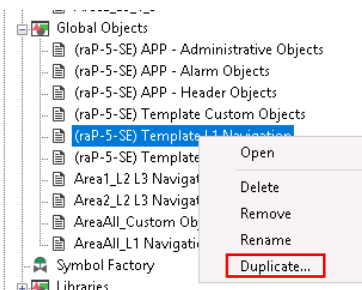 Global Objects
(raP-5-SE) APP - Administrative Objects
(raP-5-SE) APP - Alarm Objects
(raP-5-SE) APP - Header Objects
(raP-5-SE) Template Custom Objects
(raP-5-SE) Template L1 Navigation
(raP-5-SE) Template
Open
Area1_L2 L3 Navigat
Delete
Area2_L2 L3 Navigat
Remove
AreaAll_Custom Ob
Rename
AreaAll_L1 Navigati
Duplicate...
Symbol Factory
Libraries